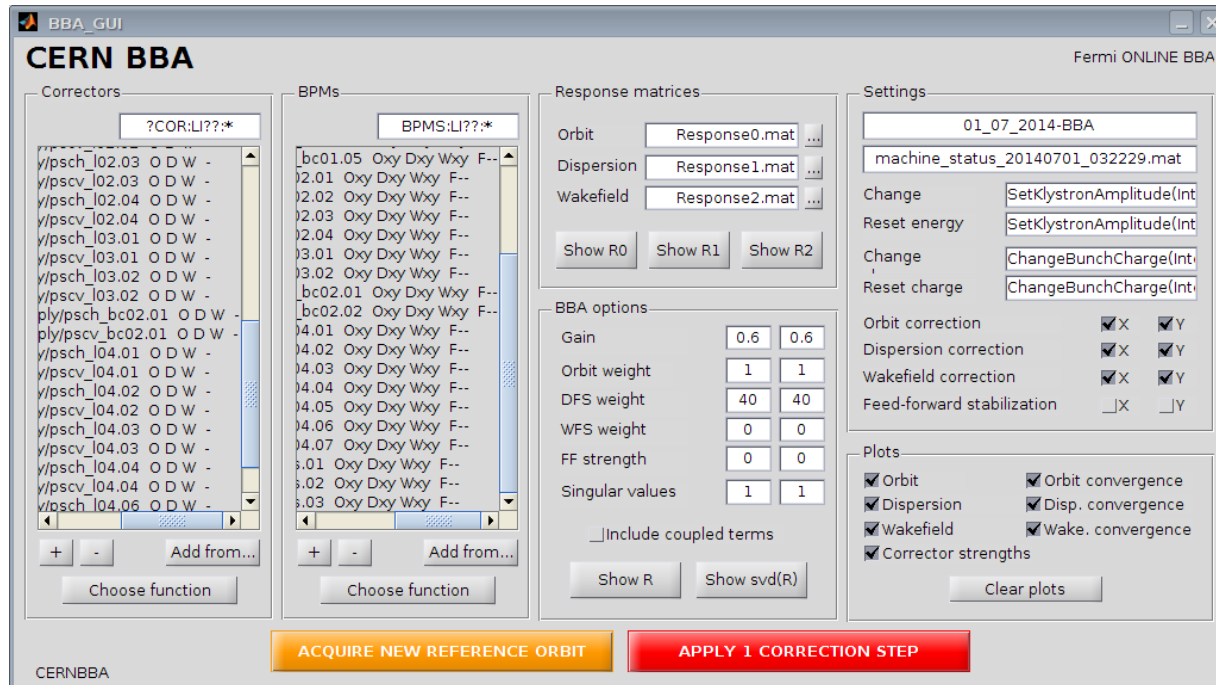 BBA_GUI
CERN BBA
Fermi ONLINE BBA
Correctors
?COR:LI??:*
y/psch_l02.03 O D W -
y/pscv_l02.03 O D W -
y/psch_l02.04 O D W -
y/pscv_l02.04 O D W -
y/psch_l03.01 O D W -
y/pscv_l03.01 O D W -
y/psch_l03.02 O D W -
y/pscv_l03.02 O D W -
ply/psch_bc02.01 O D W -
ply/pscv_bc02.01 O D W -
y/psch_l04.01 O D W -
y/pscv_l04.01 O D W -
y/psch_l04.02 O D W -
y/pscv_l04.02 O D W -
y/psch_l04.03 O D W -
y/pscv_l04.03 O D W -
y/psch_l04.04 O D W -
y/pscv_l04.04 O D W -
y/psch_l04.06 O D W -
+ - Add from...
Choose function
BPMs
BPMS:LI??:*
_bc01.05 Oxy Dxy Wxy F--
02.01 Oxy Dxy Wxy F--
02.02 Oxy Dxy Wxy F--
02.03 Oxy Dxy Wxy F--
02.04 Oxy Dxy Wxy F--
03.01 Oxy Dxy Wxy F--
03.02 Oxy Dxy Wxy F--
_bc02.01 Oxy Dxy Wxy F--
_bc02.02 Oxy Dxy Wxy F--
04.01 Oxy Dxy Wxy F--
04.02 Oxy Dxy Wxy F--
04.03 Oxy Dxy Wxy F--
04.04 Oxy Dxy Wxy F--
04.05 Oxy Dxy Wxy F--
04.06 Oxy Dxy Wxy F--
04.07 Oxy Dxy Wxy F--
s.01 Oxy Dxy Wxy F--
s.02 Oxy Dxy Wxy F--
s.03 Oxy Dxy Wxy F--
+ - Add from...
Choose function
Response matrices
Orbit Response0.mat ...
Dispersion Response1.mat ...
Wakefield Response2.mat ...
Show R0 Show R1 Show R2
BBA options
Gain 0.6 0.6
Orbit weight 1 1
DFS weight 40 40
WFS weight 0 0
FF strength 0 0
Singular values 1 1
Include coupled terms
Show R Show svd(R)
Settings
01_07_2014-BBA
machine_status_20140701_032229.mat
Change SetKlystronAmplitude(Int
Reset energy SetKlystronAmplitude(Int
Change ChangeBunchCharge(Int
Reset charge ChangeBunchCharge(Int
Orbit correction X Y
Dispersion correction X Y
Wakefield correction X Y
Feed-forward stabilization X Y
Plots
Orbit Orbit convergence
Dispersion Disp. convergence
Wakefield Wake. convergence
Corrector strengths
Clear plots
ACQUIRE NEW REFERENCE ORBIT
APPLY 1 CORRECTION STEP
CERNBBA